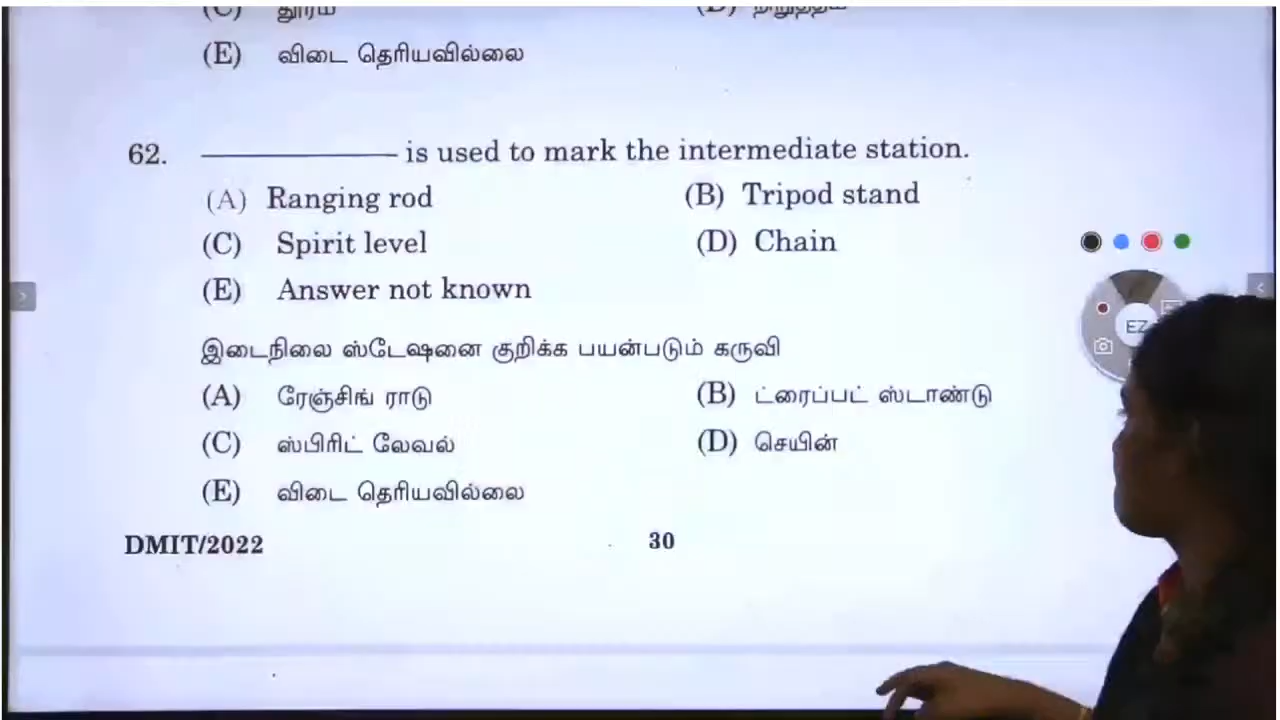 (C) தூரம்
(E) விடை தெரியவில்லை
62. ———— is used to mark the intermediate station.
(A) Ranging rod (B) Tripod stand
(C) Spirit level (D) Chain
(E) Answer not known
இடைநிலை ஸ்டேஷனை குறிக்க பயன்படும் கருவி
(A) ரேஞ்சிங் ராடு (B) ட்ரைப்பட் ஸ்டாண்டு
(C) ஸ்பிரிட் லேவல் (D) செயின்
(E) விடை தெரியவில்லை
DMIT/2022 30
EZ